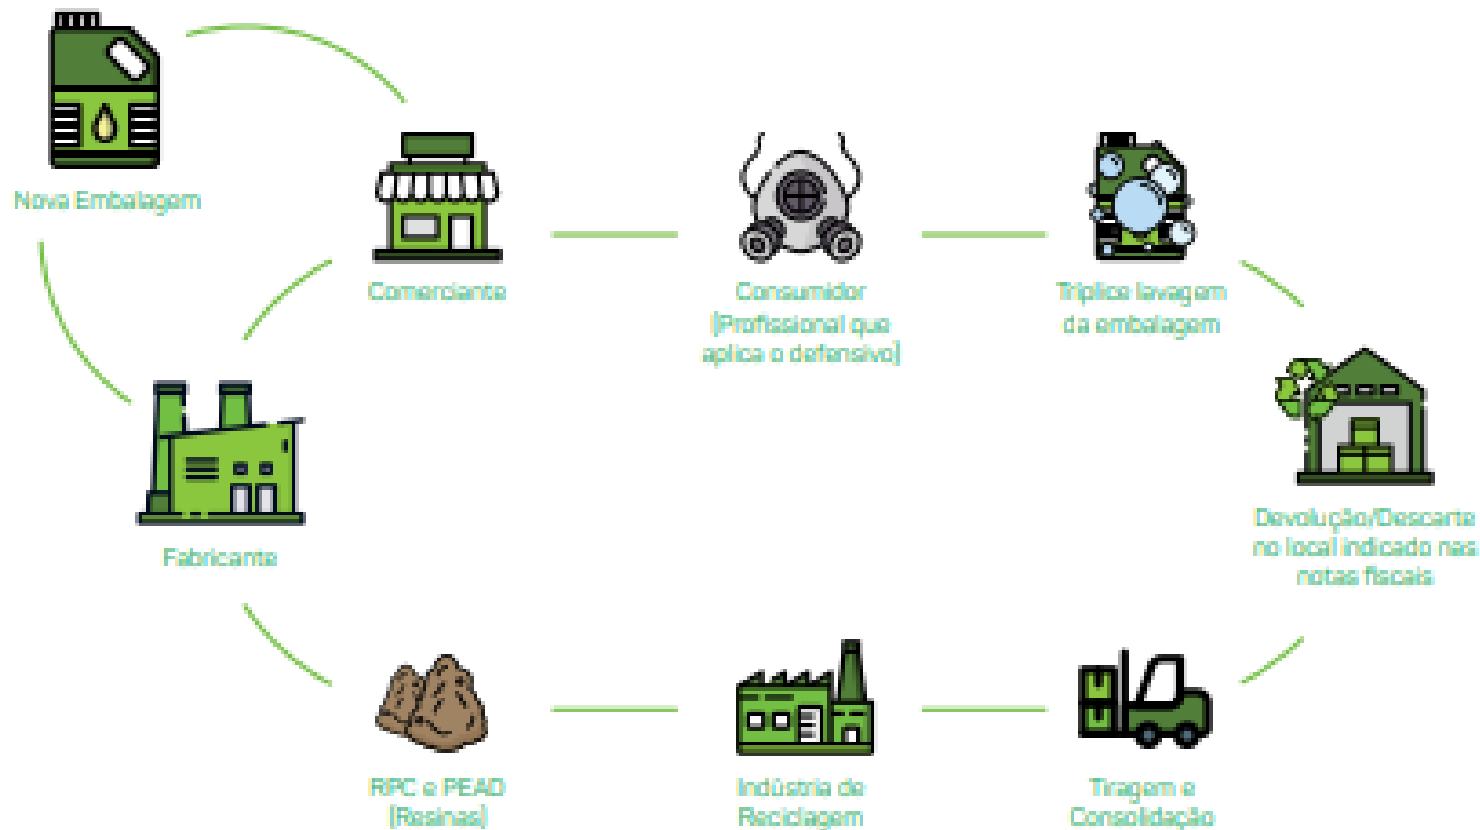 Nova Embalagem
Comerciante
Consumidor
(Profissional que
aplica o defensivo)
Tríplice lavagem
da embalagem
Devolução/Descarte
no local indicado nas
notas fiscais
Fabricante
RPC e PEAD
(Resinas)
Indústria de
Reciclagem
Tiragem e
Consolidação